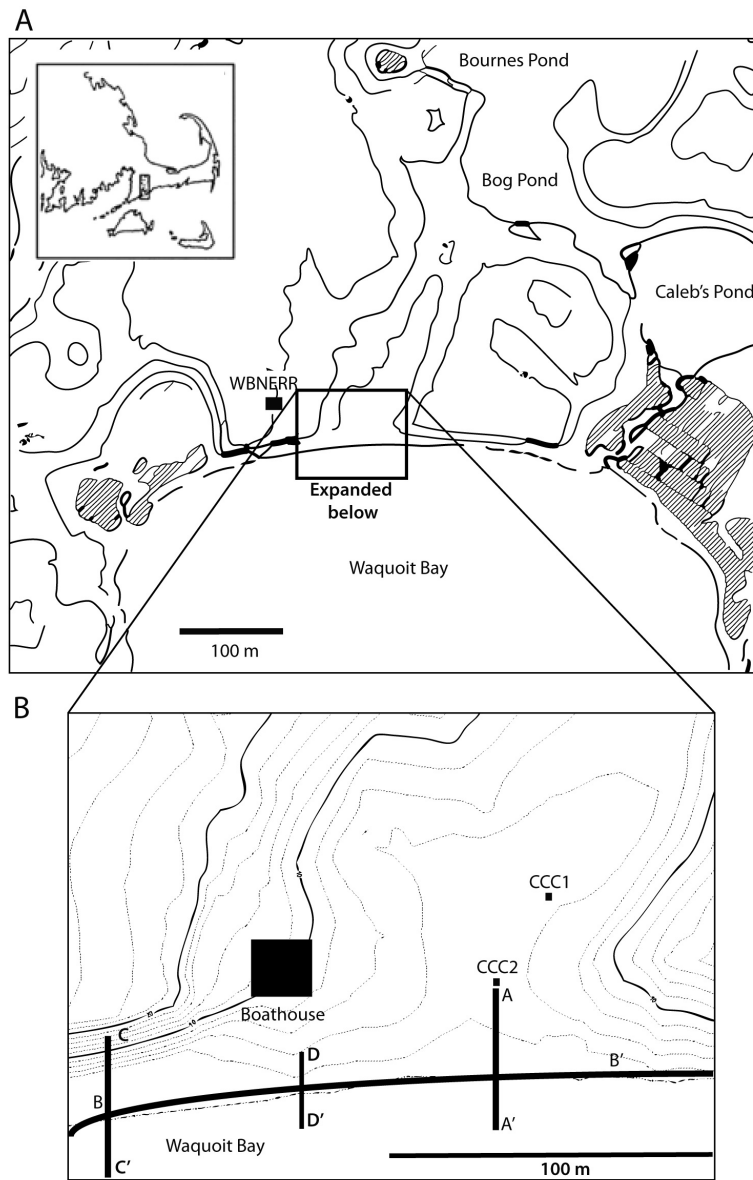 A
Bournes Pond
Bog Pond
Caleb's Pond
WBNERR
Expanded
below
Waquoit Bay
100 m
B
CCC1
CCC2
A
Boathouse
C
D
B'
B
D'
A'
Waquoit Bay
C'
100 m